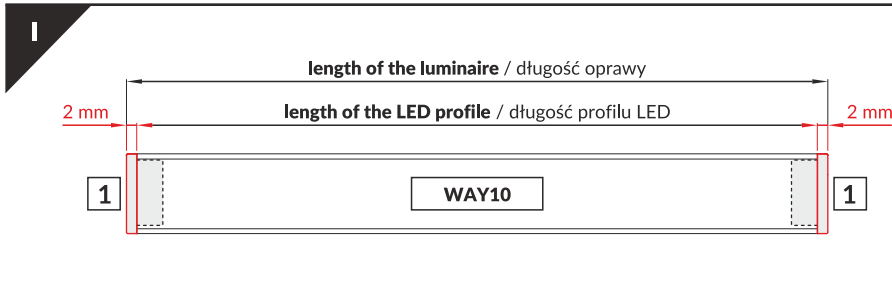 I
length of the luminaire / długość oprawy
2 mm length of the LED profile / długość profilu LED 2 mm
1 WAY10 1